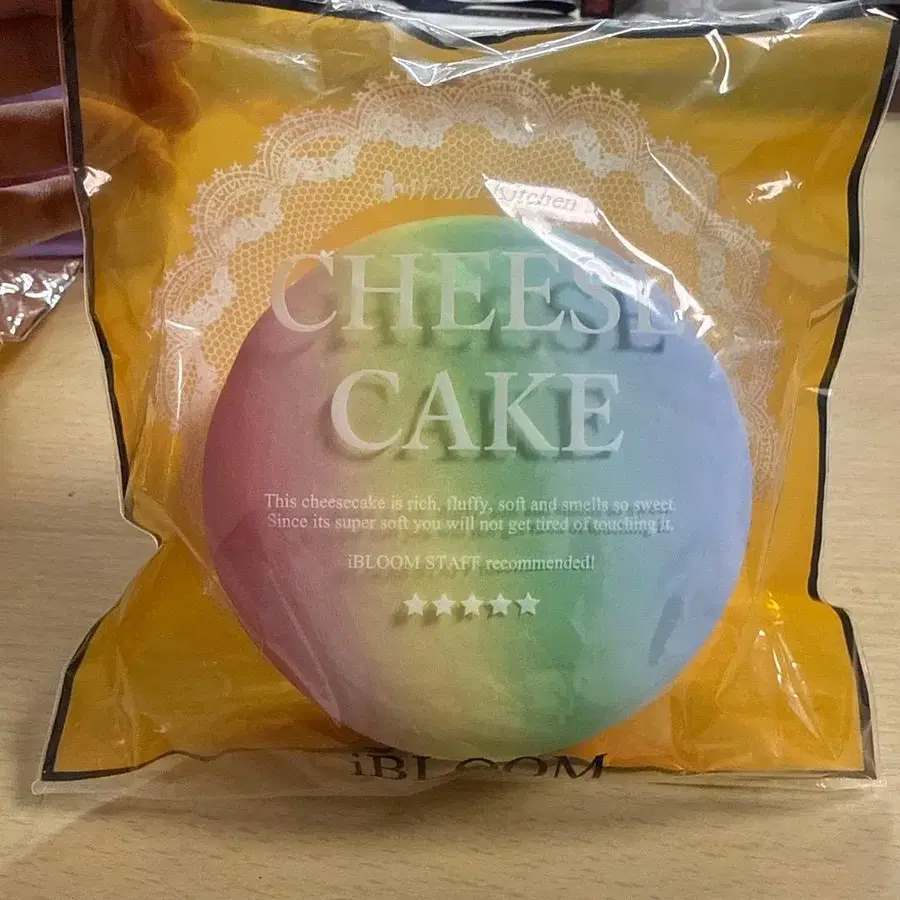 Kitchen
CHEESE
CAKE
This cheesecake is rich, fluffy, soft and smells so sweet.
Since its super soft you will not get tired of touching it.
iBLOOM STAFF recommended!
iBLOOM